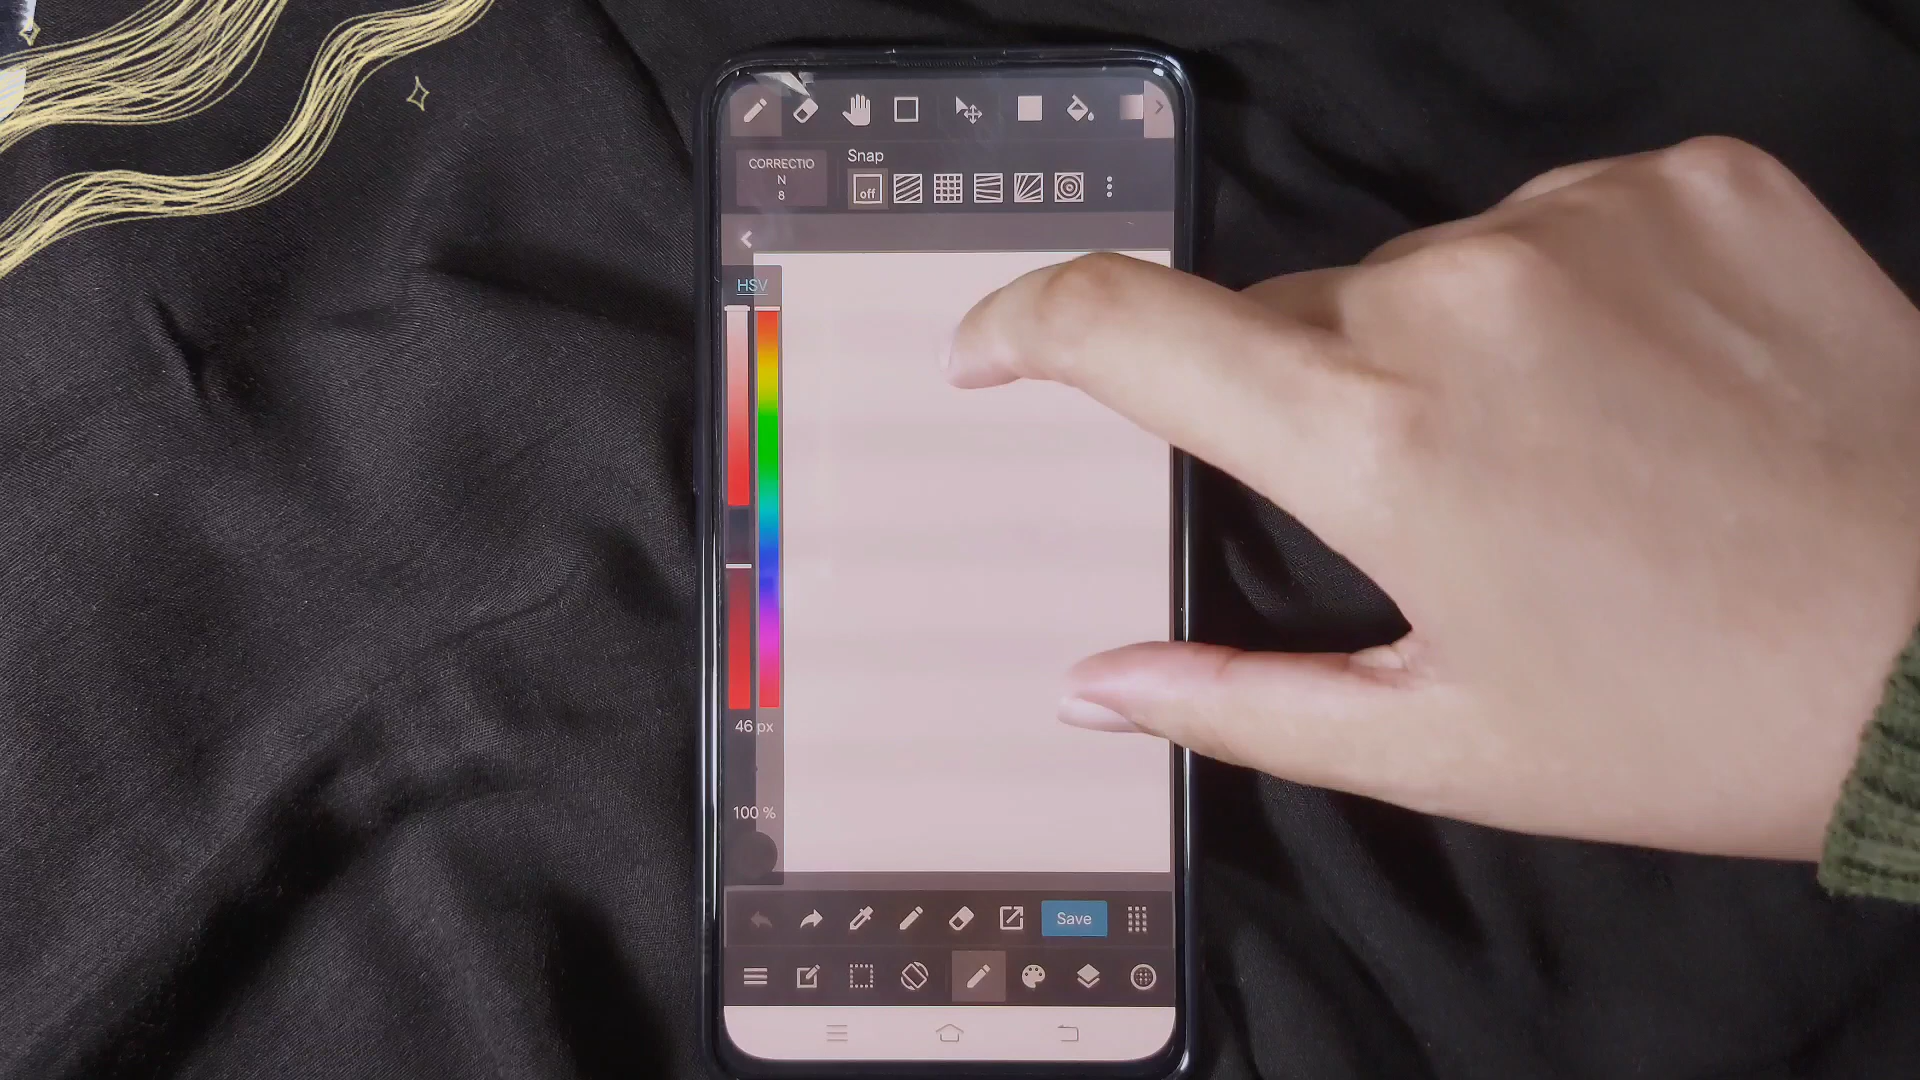 CORRECTIO
N
8
Snap
off
HSV
46 px
100 %
Save